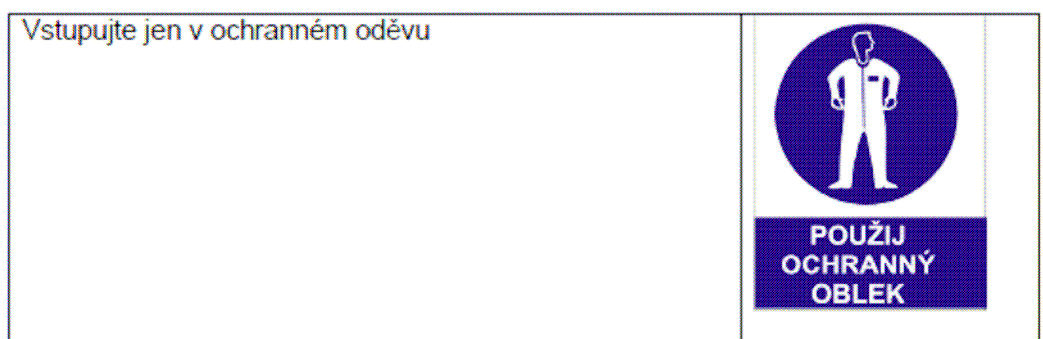 Vstupujte jen v ochranném oděvu
POUŽIJ
OCHRANNÝ
OBLEK